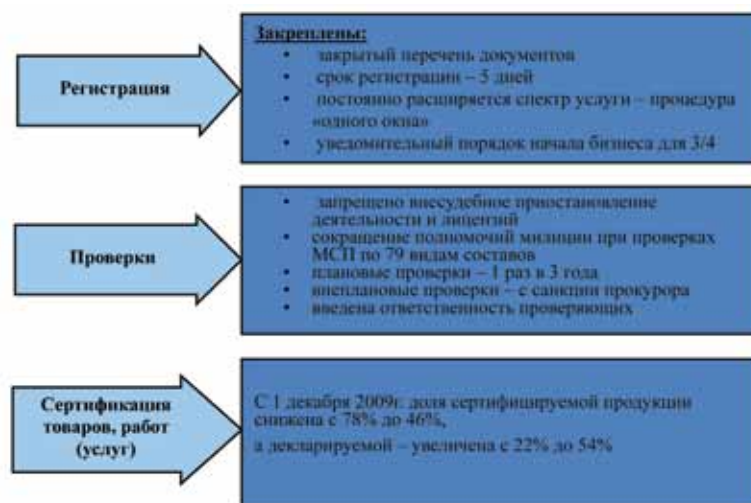 Регистрация
Закреплены:
• закрытый перечень документов
• срок регистрации – 5 дней
• постоянно расширяется спектр услуги – процедура
«одного окна»
• уведомительный порядок начала бизнеса для 3/4
Проверки
• запрещено внесудебное приостановление
деятельности и лицензий
• сокращение полномочий милиции при проверках
МСП по 79 видам составов
• плановые проверки – 1 раз в 3 года
• внеплановые проверки – с санкции прокурора
• введена ответственность проверяющих
Сертификация
товаров, работ
(услуг)
С 1 декабря 2009г. доля сертифицируемой продукции
снижена с 78% до 46%,
а декларируемой – увеличена с 22% до 54%